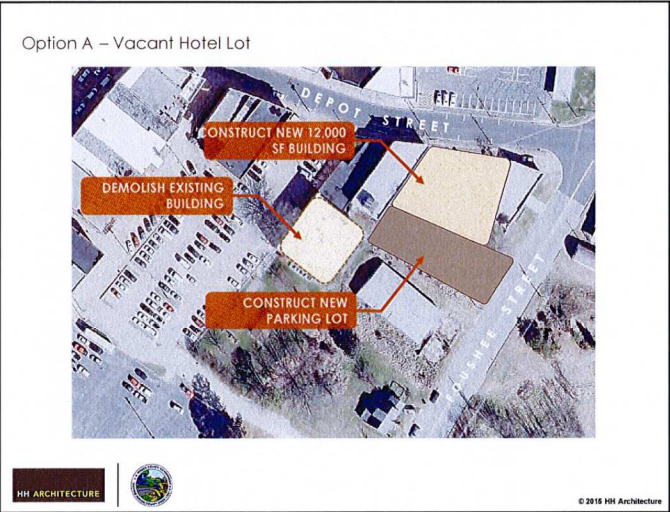 Option A – Vacant Hotel Lot
DEPOT STREET
CONSTRUCT NEW 12,000
SF BUILDING
DEMOLISH EXISTING
BUILDING
CONSTRUCT NEW
PARKING LOT
FOUSHEE STREET
HH ARCHITECTURE
© 2015 HH Architecture